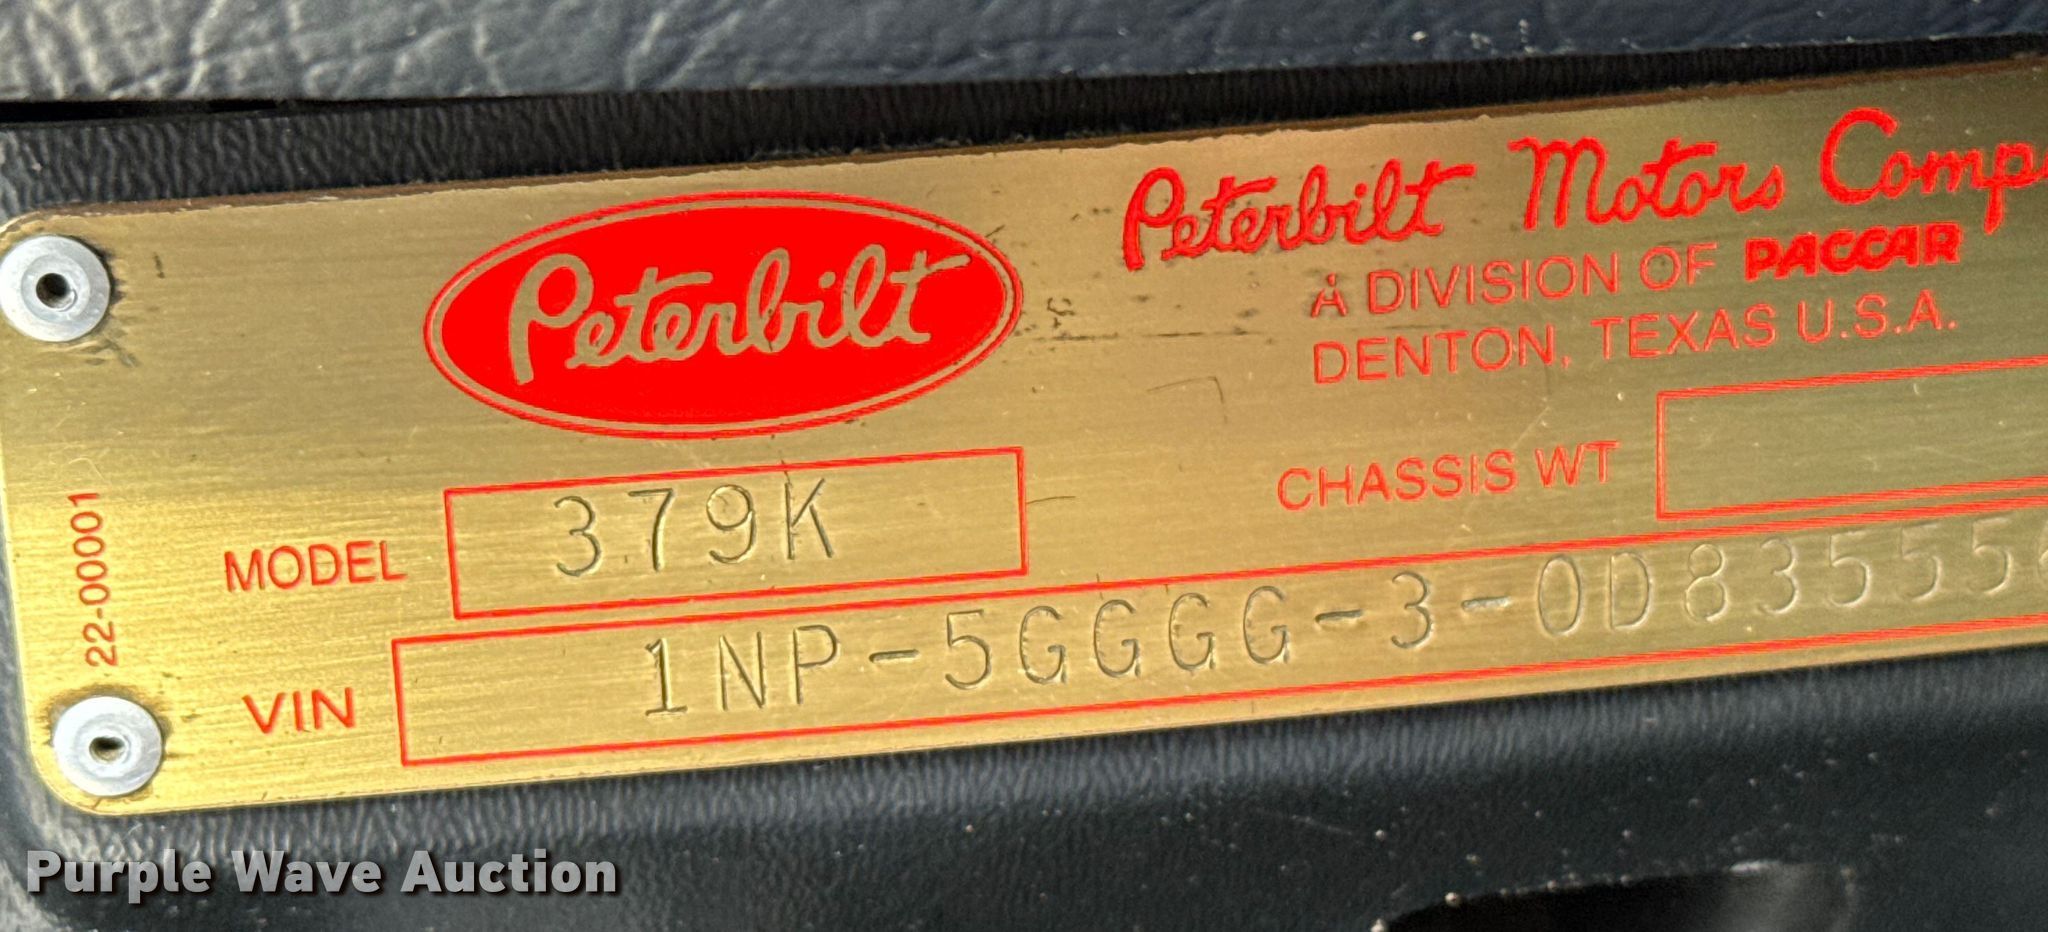 Peterbilt
Peterbilt Motors Comp
A DIVISION OF PACCAR
DENTON, TEXAS U.S.A.
CHASSIS WT
MODEL 379K
VIN 1NP-5GGGG-3-0D835556
22-00001
Purple Wave Auction